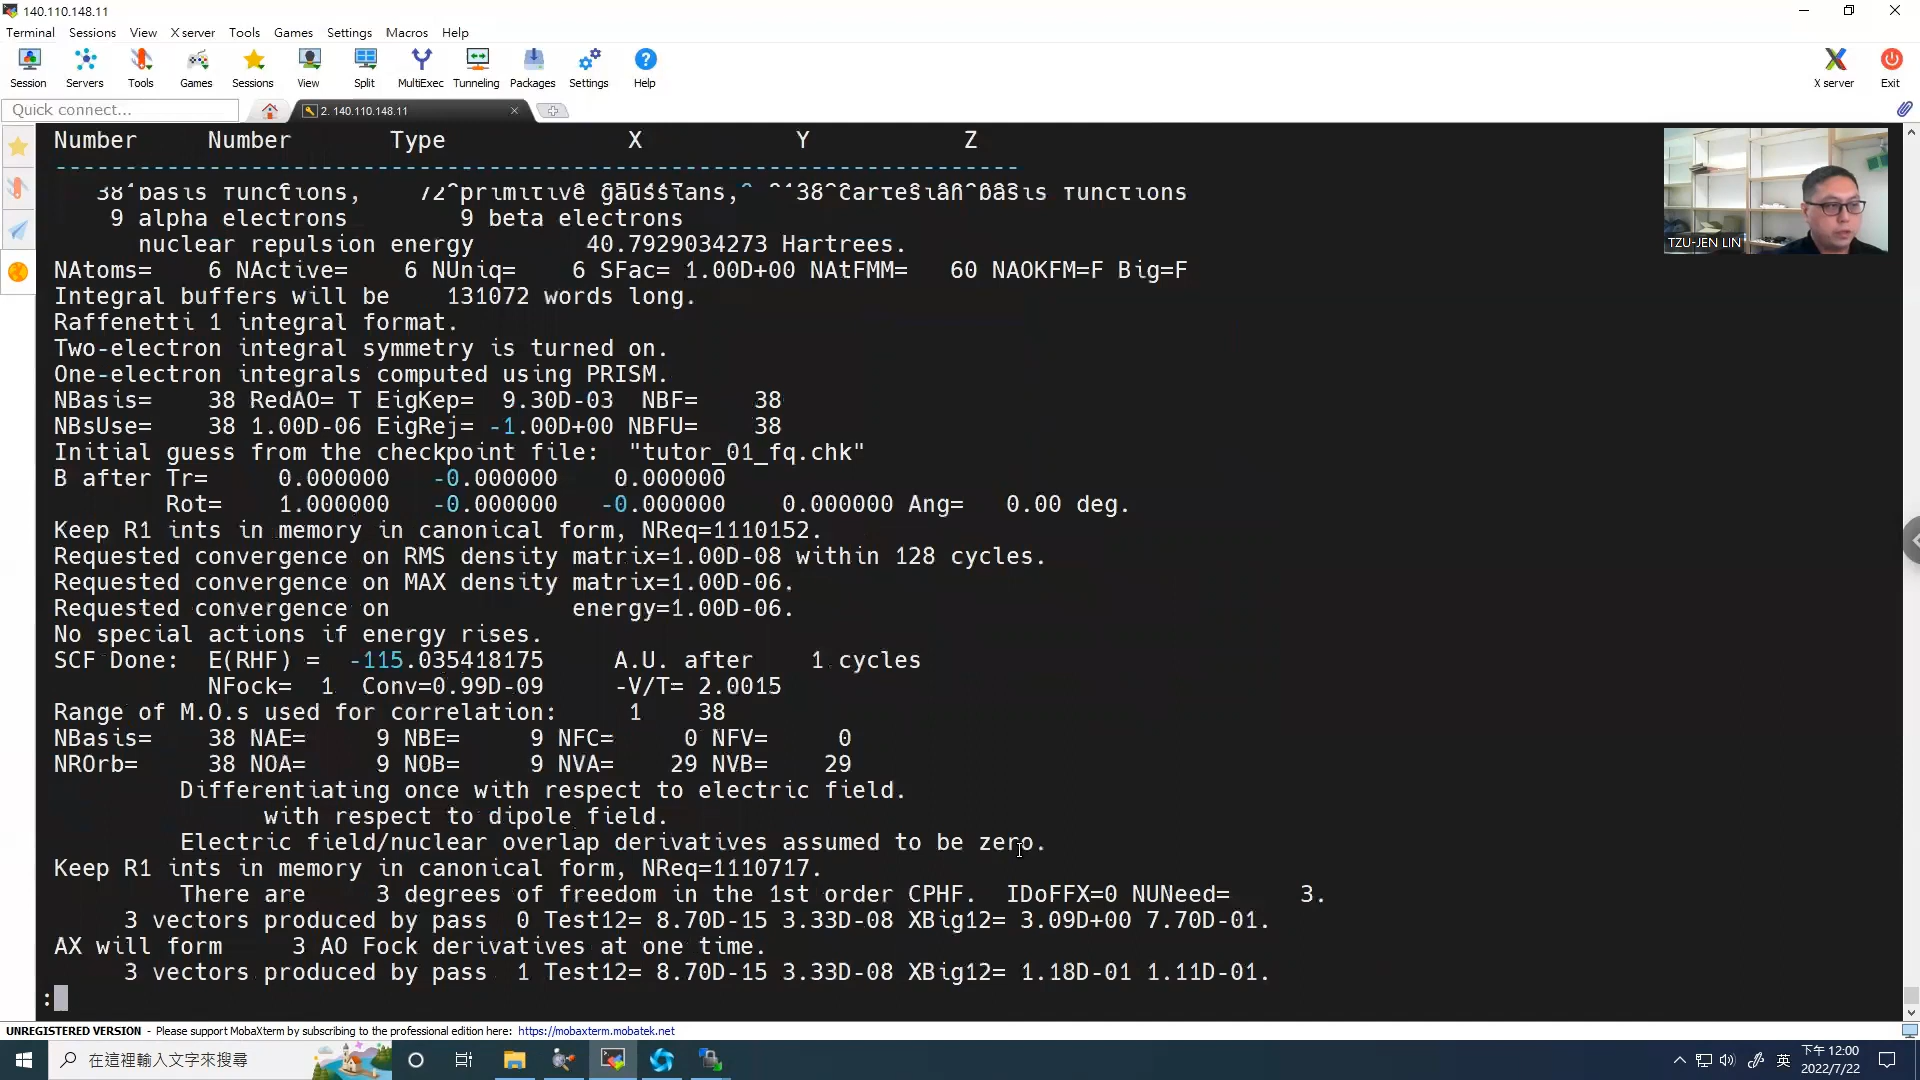 140.110.148.11
Terminal Sessions View X server Tools Games Settings Macros Help
Session Servers Tools Games Sessions View Split MultiExec Tunneling Packages Settings Help X server Exit
Quick connect... 2. 140.110.148.11
Number Number Type X Y Z
38 basis functions, 72 primitive gaussians, 38 cartesian basis functions
9 alpha electrons 9 beta electrons
nuclear repulsion energy 40.7929034273 Hartrees.
NAtoms= 6 NActive= 6 NUniq= 6 SFac= 1.00D+00 NAtFMM= 60 NAOKFM=F Big=F
Integral buffers will be 131072 words long.
Raffenetti 1 integral format.
Two-electron integral symmetry is turned on.
One-electron integrals computed using PRISM.
NBasis= 38 RedAO= T EigKep= 9.30D-03 NBF= 38
NBsUse= 38 1.00D-06 EigRej= -1.00D+00 NBFU= 38
Initial guess from the checkpoint file: "tutor_01_fq.chk"
B after Tr= 0.000000 -0.000000 0.000000
Rot= 1.000000 -0.000000 -0.000000 0.000000 Ang= 0.00 deg.
Keep R1 ints in memory in canonical form, NReq=1110152.
Requested convergence on RMS density matrix=1.00D-08 within 128 cycles.
Requested convergence on MAX density matrix=1.00D-06.
Requested convergence on energy=1.00D-06.
No special actions if energy rises.
SCF Done: E(RHF) = -115.035418175 A.U. after 1 cycles
NFock= 1 Conv=0.99D-09 -V/T= 2.0015
Range of M.O.s used for correlation: 1 38
NBasis= 38 NAE= 9 NBE= 9 NFC= 0 NFV= 0
NROrb= 38 NOA= 9 NOB= 9 NVA= 29 NVB= 29
Differentiating once with respect to electric field.
with respect to dipole field.
Electric field/nuclear overlap derivatives assumed to be zero.
Keep R1 ints in memory in canonical form, NReq=1110717.
There are 3 degrees of freedom in the 1st order CPHF. IDoFFX=0 NUNeed= 3.
3 vectors produced by pass 0 Test12= 8.70D-15 3.33D-08 XBig12= 3.09D+00 7.70D-01.
AX will form 3 AO Fock derivatives at one time.
3 vectors produced by pass 1 Test12= 8.70D-15 3.33D-08 XBig12= 1.18D-01 1.11D-01.
:
TZU-JEN LIN
UNREGISTERED VERSION - Please support MobaXterm by subscribing to the professional edition here: https://mobaxterm.mobatek.net
在這裡輸入文字來搜尋
英
下午 12:00
2022/7/22